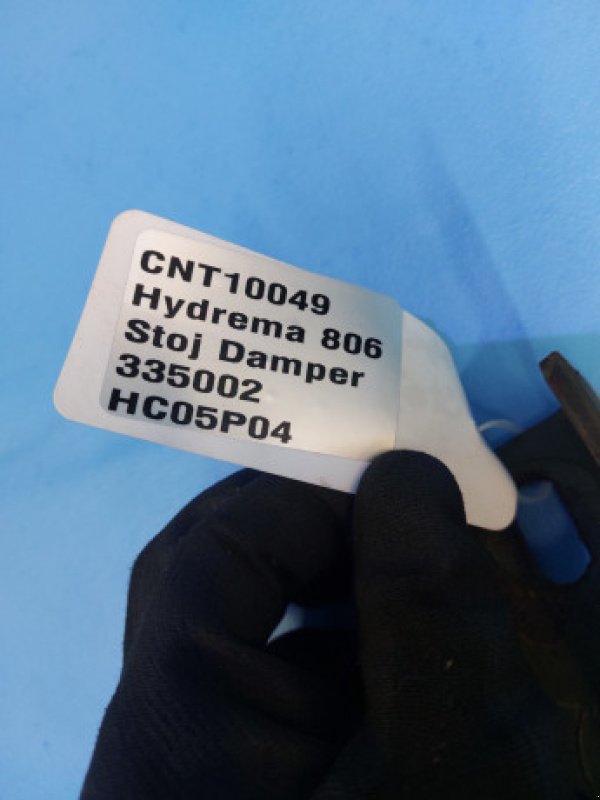 CNT10049
Hydrema 806
Stoj Damper
335002
HC05P04